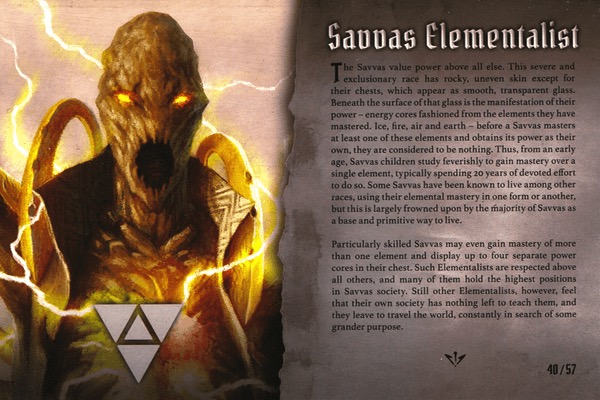 Savvas Elementalist
The Savvas value power above all else. This severe and
exclusionary race has rocky, uneven skin except for
their chests, which appear as smooth, transparent glass.
Beneath the surface of that glass is the manifestation of their
power – energy cores fashioned from the elements they have
mastered. Ice, fire, air and earth – before a Savvas masters
at least one of these elements and obtains its power as their
own, they are considered to be nothing. Thus, from an early
age, Savvas children study feverishly to gain mastery over a
single element, typically spending 20 years of devoted effort
to do so. Some Savvas have been known to live among other
races, using their elemental mastery in one form or another,
but this is largely frowned upon by the majority of Savvas as
a base and primitive way to live.
Particularly skilled Savvas may even gain mastery of more
than one element and display up to four separate power
cores in their chest. Such Elementalists are respected above
all others, and many of them hold the highest positions
in Savvas society. Still other Elementalists, however, feel
that their own society has nothing left to teach them, and
they leave to travel the world, constantly in search of some
grander purpose.
40/57